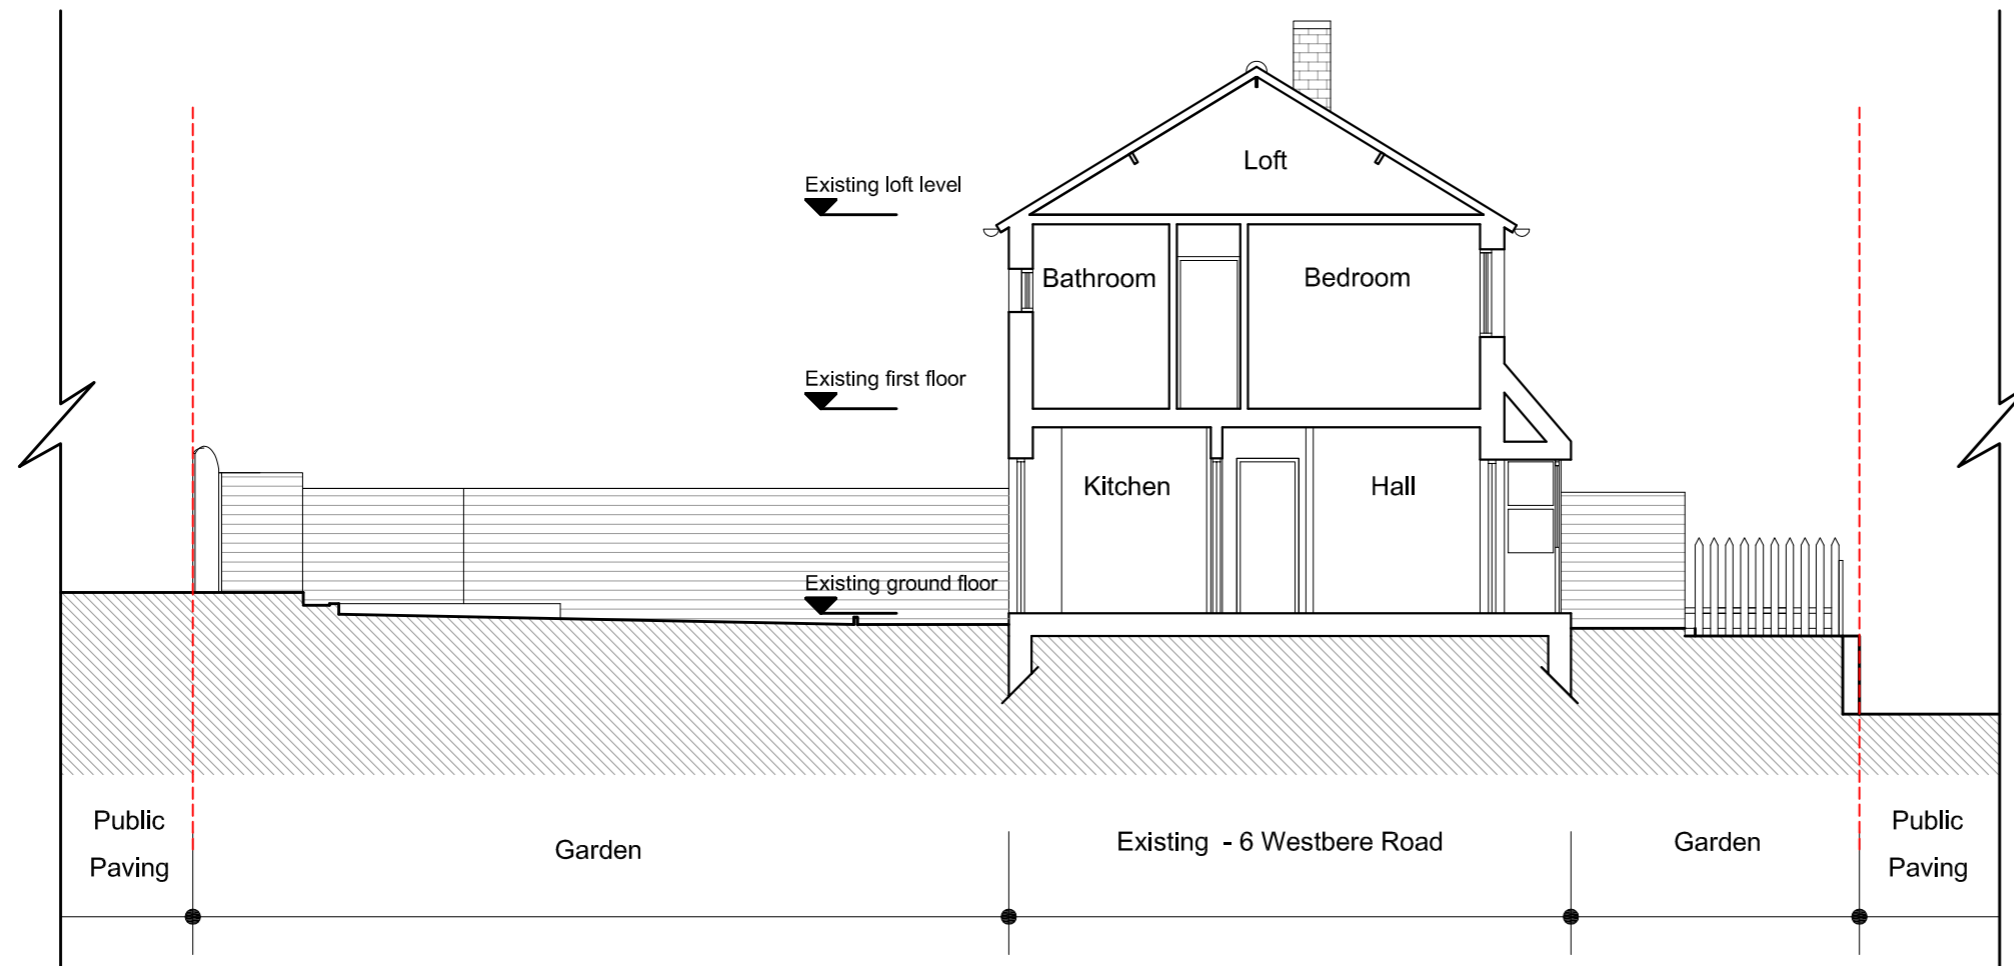 Loft
Existing loft level
Bathroom
Bedroom
Existing first floor
Kitchen
Hall
Existing ground floor
Public
Paving
Garden
Existing - 6 Westbere Road
Garden
Public
Paving